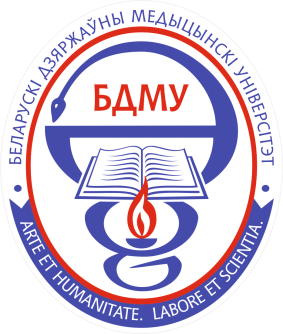 БЕЛАРУСКІ ДЗЯРЖАЎНЫ МЕДЫЦЫНСКІ УНІВЕРСІТЭТ
БДМУ
ARTE ET HUMANITATE. LABORE ET SCIENTIA.